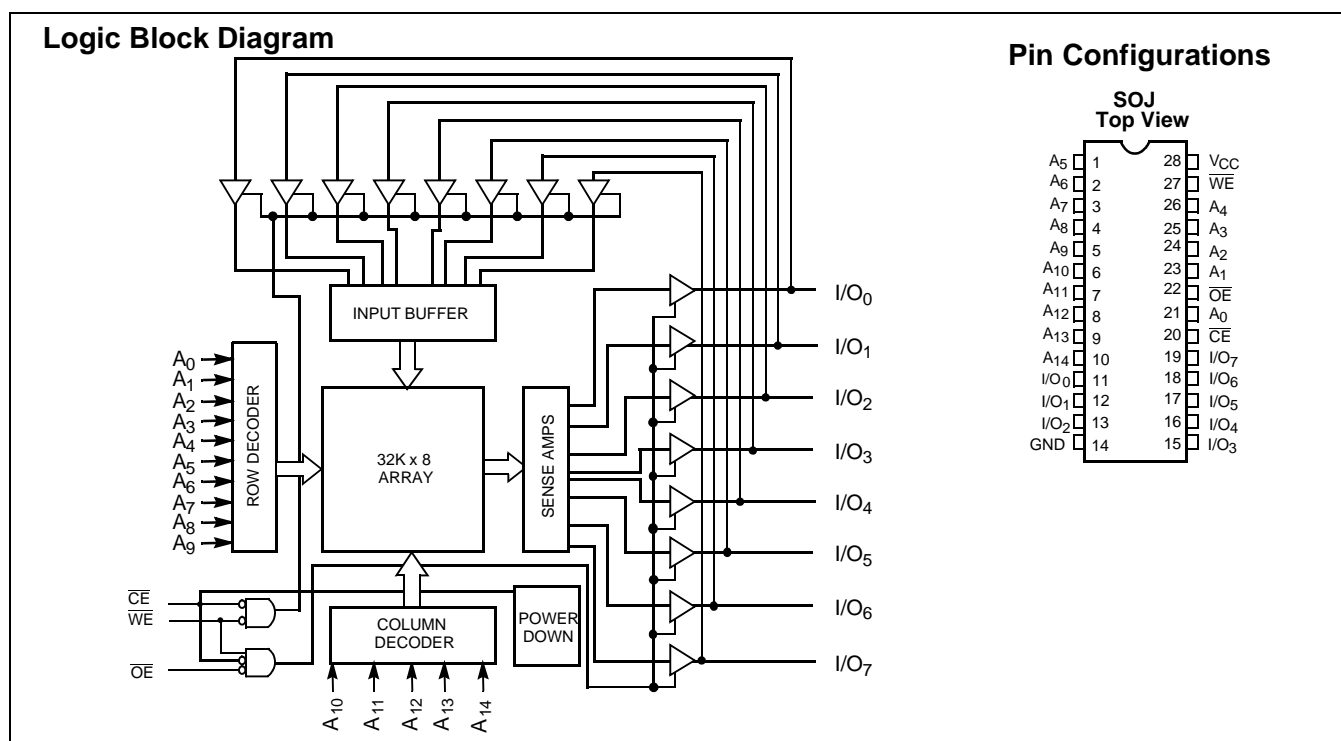 Logic Block Diagram
INPUT BUFFER
A0
A1
A2
A3
A4
A5
A6
A7
A8
A9
ROW DECODER
32K x 8
ARRAY
SENSE AMPS
I/O0
I/O1
I/O2
I/O3
I/O4
I/O5
I/O6
I/O7
CE
WE
OE
COLUMN
DECODER
POWER
DOWN
A10
A11
A12
A13
A14
Pin Configurations
SOJ
Top View
A5 1 28 VCC
A6 2 27 WE
A7 3 26 A4
A8 4 25 A3
A9 5 24 A2
A10 6 23 A1
A11 7 22 OE
A12 8 21 A0
A13 9 20 CE
A14 10 19 I/O7
I/O0 11 18 I/O6
I/O1 12 17 I/O5
I/O2 13 16 I/O4
GND 14 15 I/O3